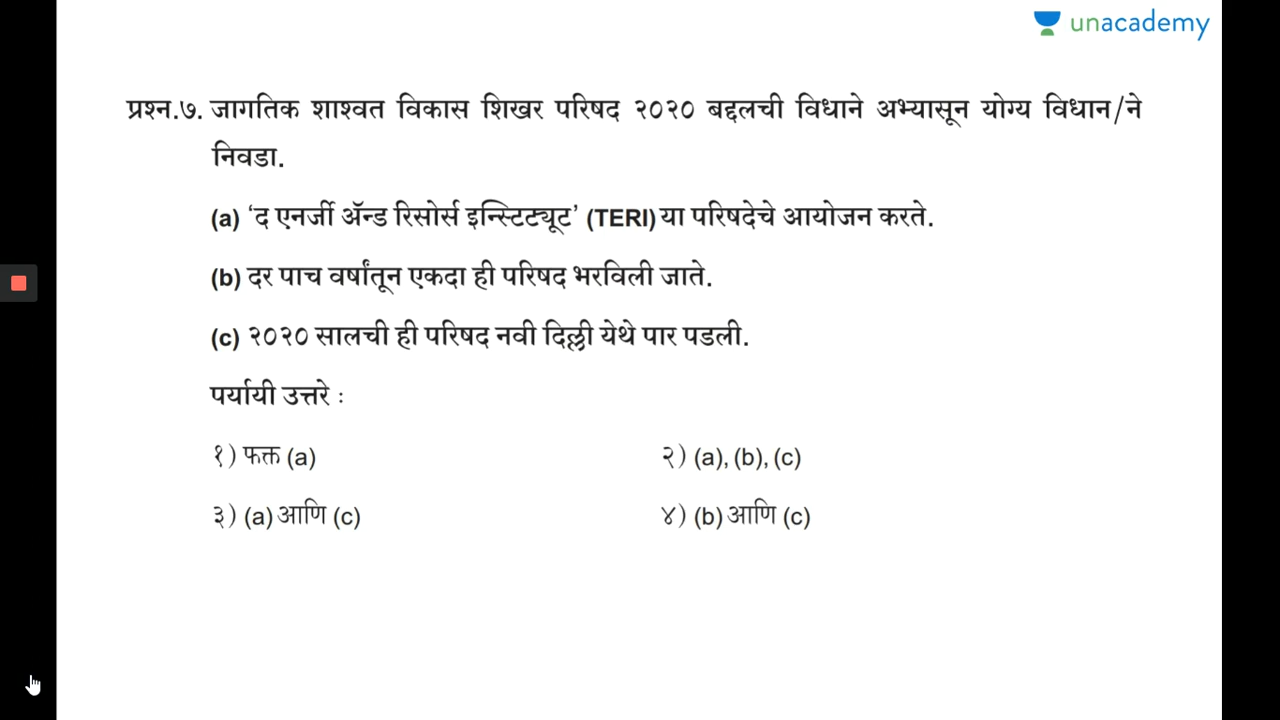 unacademy
प्रश्न.७. जागतिक शाश्वत विकास शिखर परिषद २०२० बद्दलची विधाने अभ्यासून योग्य विधान/ने
निवडा.
(a) ‘द एनर्जी ॲन्ड रिसोर्स इन्स्टिट्यूट’ (TERI) या परिषदेचे आयोजन करते.
(b) दर पाच वर्षांतून एकदा ही परिषद भरविली जाते.
(c) २०२० सालची ही परिषद नवी दिल्ली येथे पार पडली.
पर्यायी उत्तरे :
१) फक्त (a) २) (a), (b), (c)
३) (a) आणि (c) ४) (b) आणि (c)